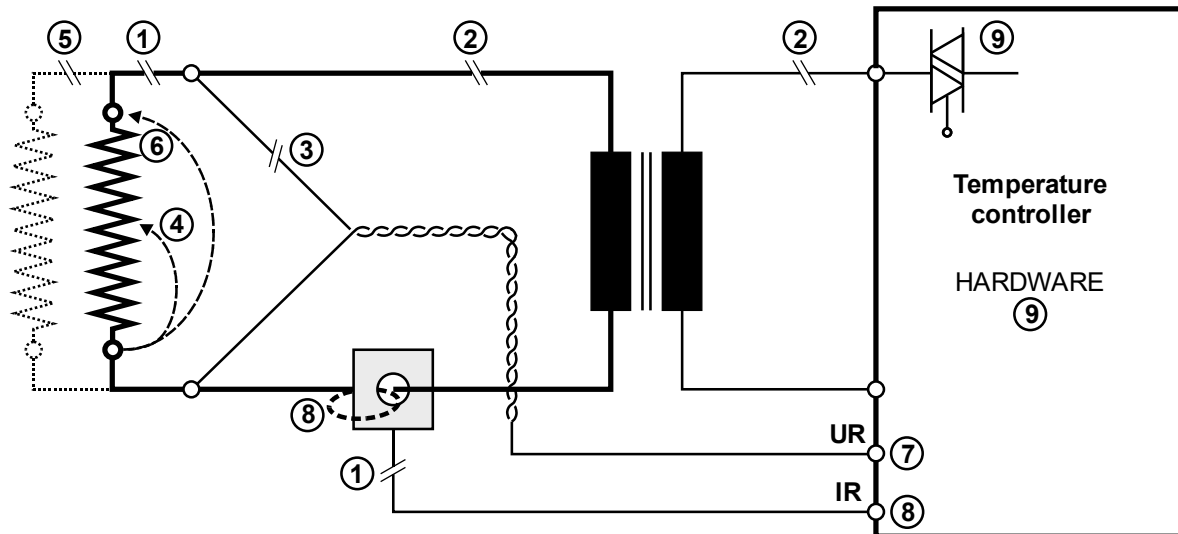 ⑤
①
②
②
⑨
⑥
③
④
Temperature
controller
HARDWARE
⑨
⑧
UR
⑦
①
IR
⑧